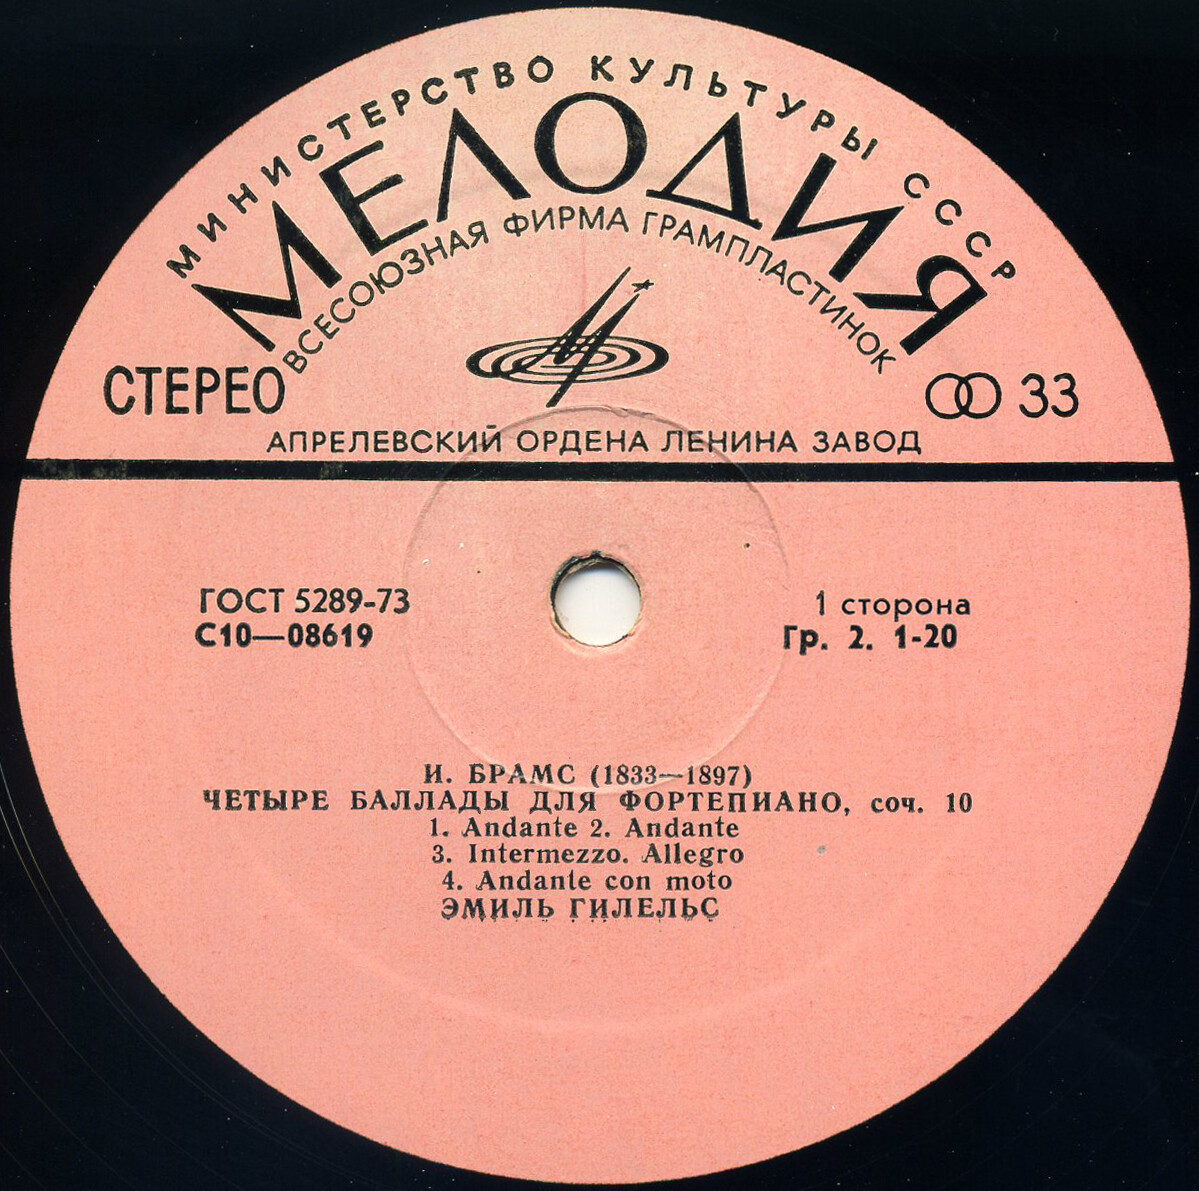 МИНИСТЕРСТВО КУЛЬТУРЫ СССР
МЕЛОДИЯ
ВСЕСОЮЗНАЯ ФИРМА ГРАМПЛАСТИНОК
СТЕРЕО
33
АПРЕЛЕВСКИЙ ОРДЕНА ЛЕНИНА ЗАВОД
ГОСТ 5289-73
С10—08619
1 сторона
Гр. 2. 1-20
И. БРАМС (1833—1897)
ЧЕТЫРЕ БАЛЛАДЫ ДЛЯ ФОРТЕПИАНО, соч. 10
1. Andante 2. Andante
3. Intermezzo. Allegro
4. Andante con moto
ЭМИЛЬ ГИЛЕЛЬС